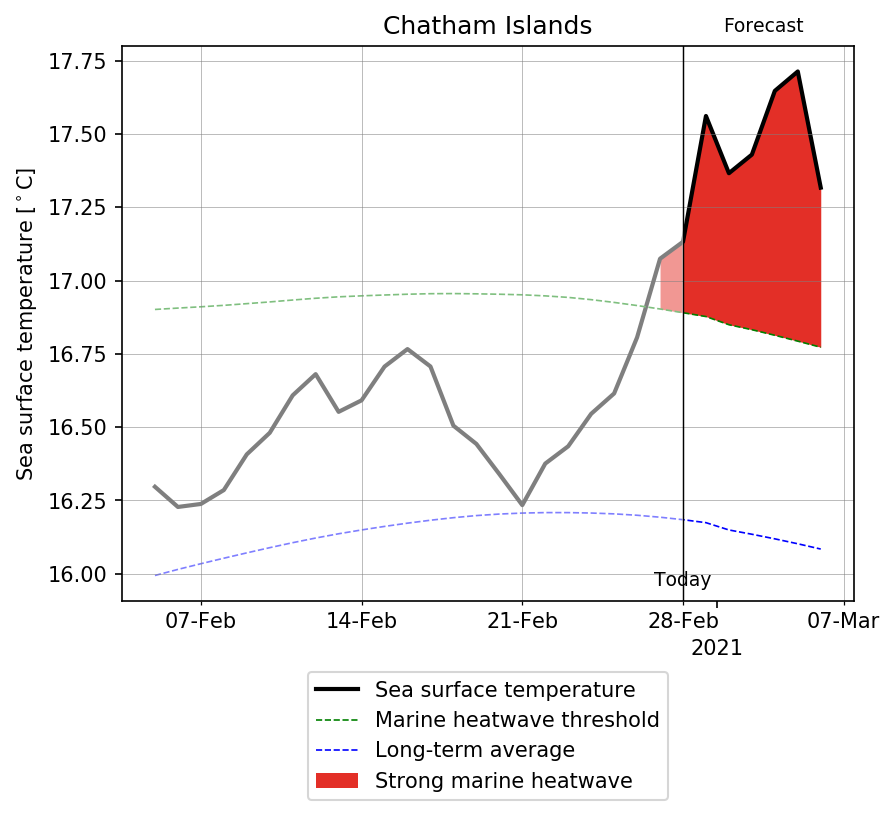 Chatham Islands
Forecast
Sea surface temperature [°C]
17.75
17.50
17.25
17.00
16.75
16.50
16.25
16.00
Today
07-Feb 14-Feb 21-Feb 28-Feb 07-Mar
2021
Sea surface temperature
Marine heatwave threshold
Long-term average
Strong marine heatwave